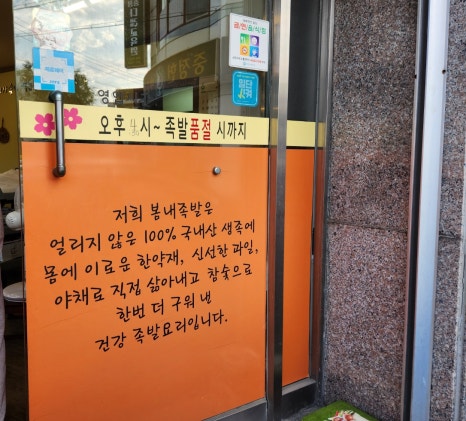 영업
오후 시~ 족발품절 시까지
저희 봄내족발은
얼리지 않은 100% 국내산 생족에
몸에 이로운 한약재, 신선한 과일,
야채로 직접 삶아내고 참숯으로
한번 더 구워 낸
건강 족발요리입니다.